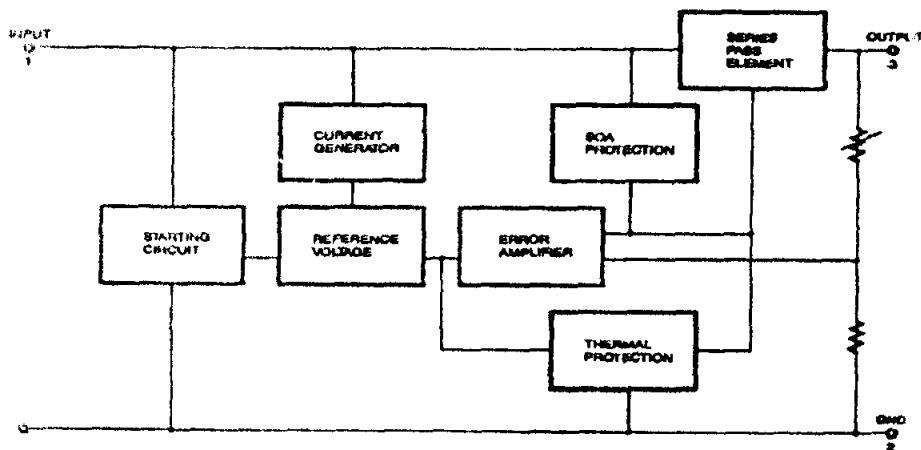 INPUT
1
SERIES
PASS
ELEMENT
OUTPUT
3
CURRENT
GENERATOR
SOA
PROTECTION
STARTING
CIRCUIT
REFERENCE
VOLTAGE
ERROR
AMPLIFIER
THERMAL
PROTECTION
GND
2